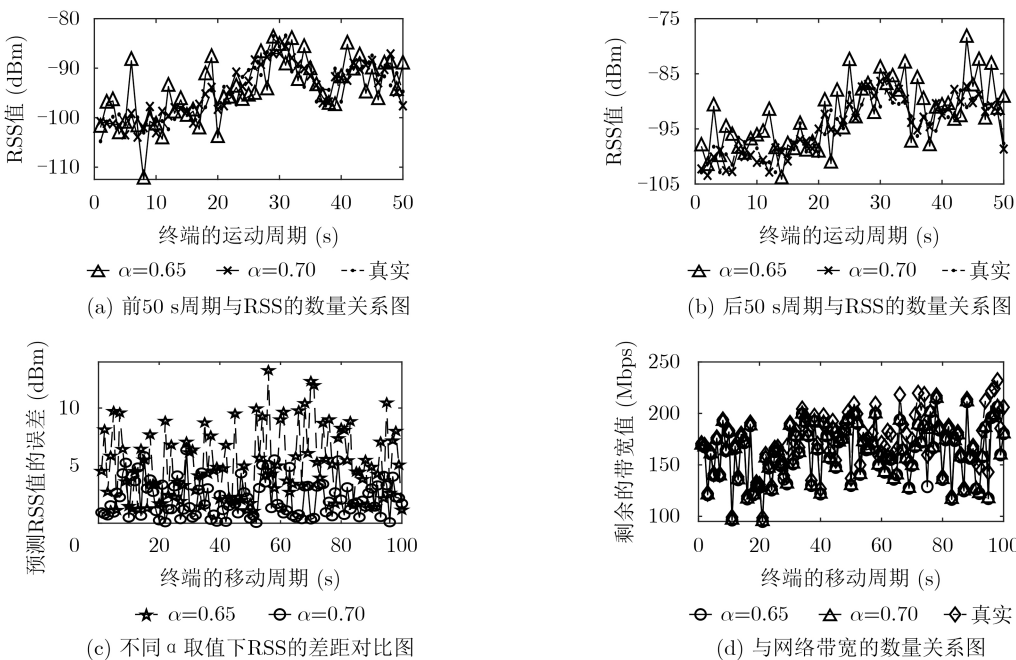 −80
−90
−100
−110
RSS值 (dBm)
0 10 20 30 40 50
终端的运动周期 (s)
α=0.65 α=0.70 真实
(a) 前50 s周期与RSS的数量关系图
−75
−85
−95
−105
RSS值 (dBm)
0 10 20 30 40 50
终端的运动周期 (s)
α=0.65 α=0.70 真实
(b) 后50 s周期与RSS的数量关系图
10
5
预测RSS值的误差 (dBm)
0 20 40 60 80 100
终端的移动周期 (s)
α=0.65 α=0.70
(c) 不同 α 取值下RSS的差距对比图
250
200
150
100
剩余的带宽值 (Mbps)
0 20 40 60 80 100
终端的移动周期 (s)
α=0.65 α=0.70 真实
(d) 与网络带宽的数量关系图